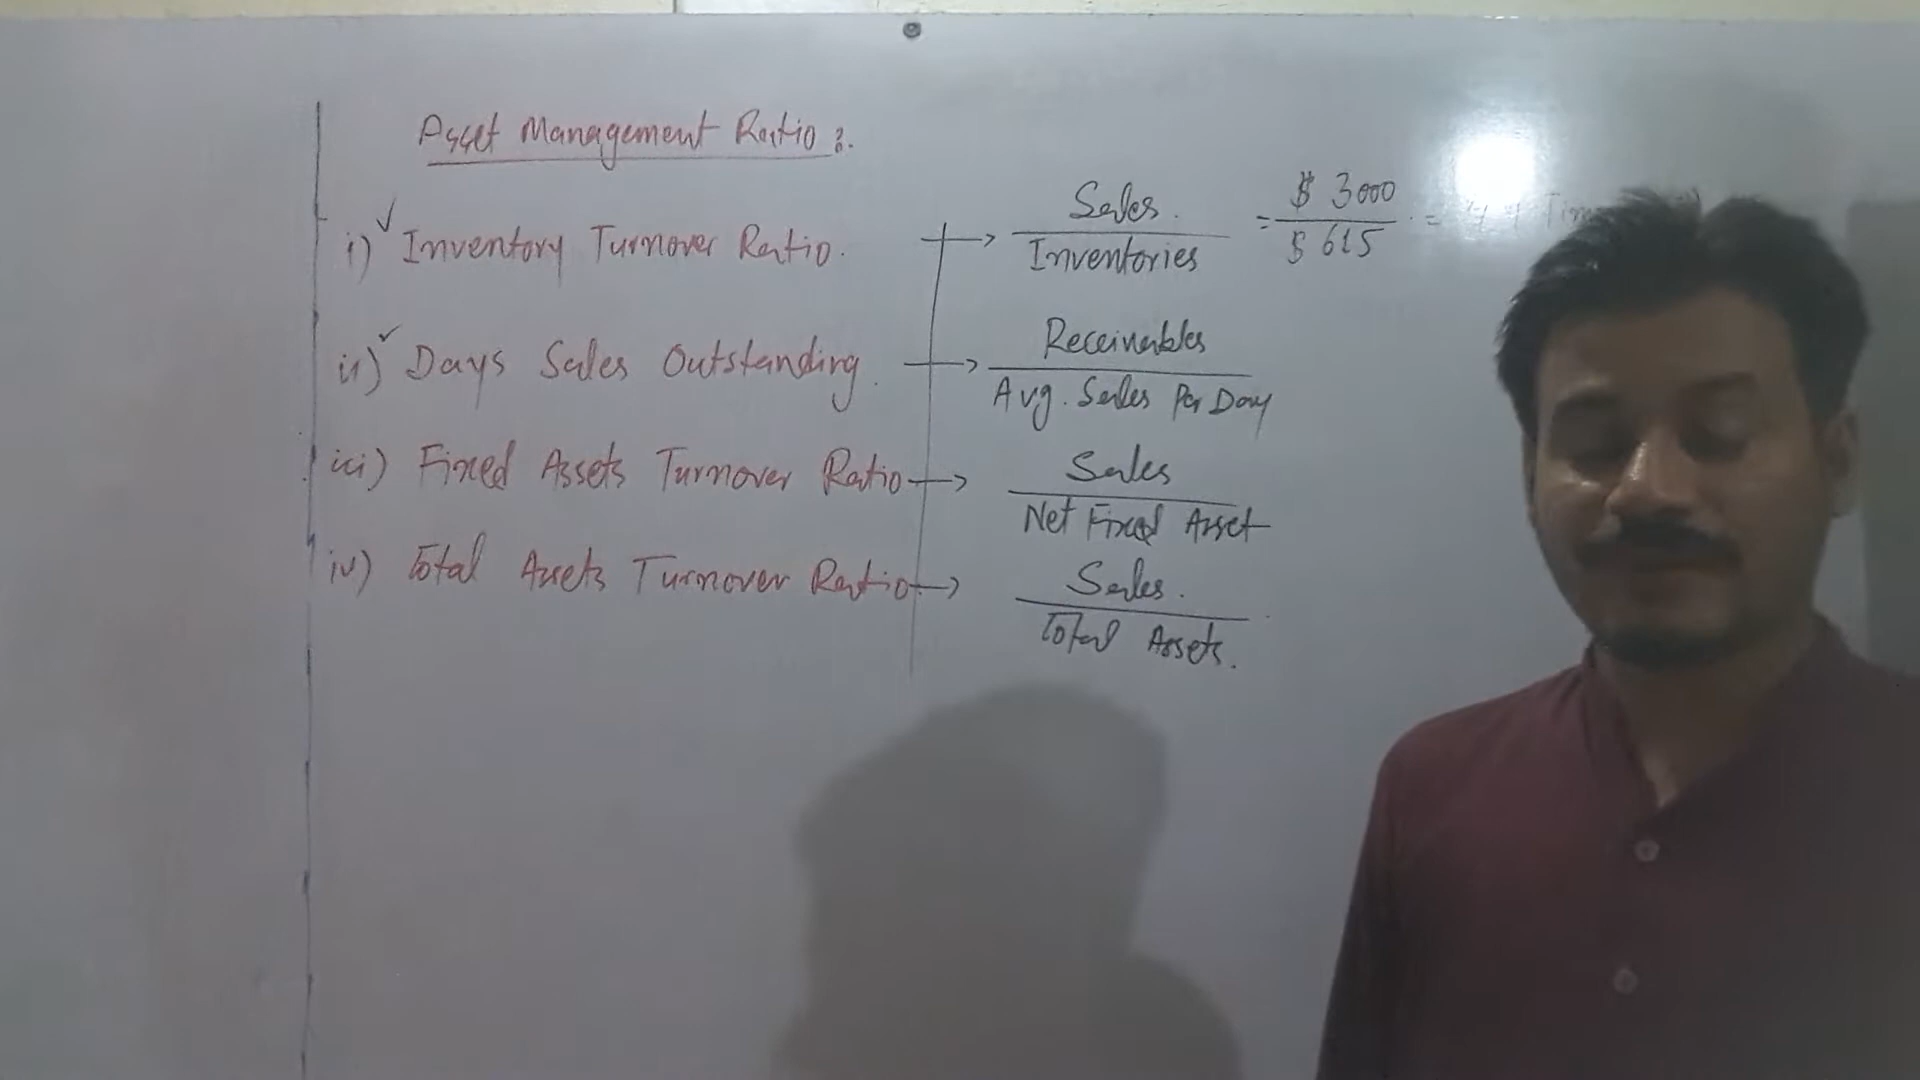 Asset Management Ratio :.
i) ✓ Inventory Turnover Ratio. → Sales. / Inventories = $ 3000 / $ 615 =
ii) ✓ Days Sales Outstanding. → Receivables / Avg. Sales Per Day
iii) Fixed Assets Turnover Ratio → Sales / Net Fixed Asset
iv) Total Assets Turnover Ratio → Sales. / Total Assets.